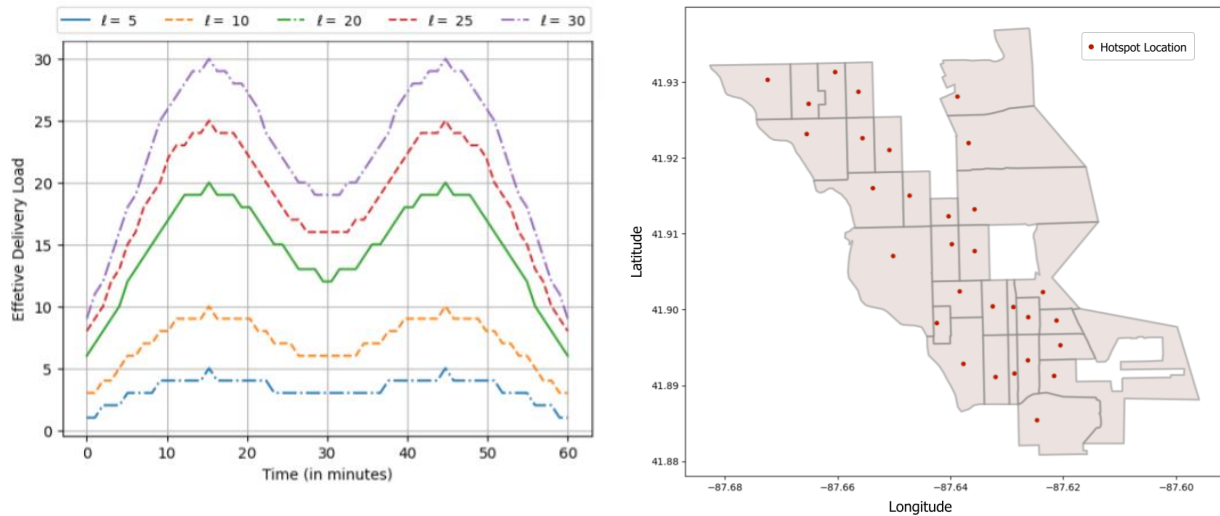 ℓ = 5 ℓ = 10 ℓ = 20 ℓ = 25 ℓ = 30
Effetive Delivery Load
30
25
20
15
10
5
0
0 10 20 30 40 50 60
Time (in minutes)
Hotspot Location
Latitude
41.93
41.92
41.91
41.90
41.89
41.88
−87.68 −87.66 −87.64 −87.62 −87.60
Longitude